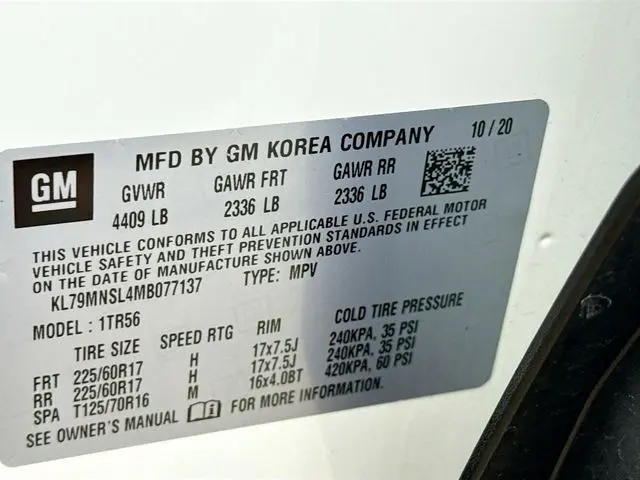 GM
MFD BY GM KOREA COMPANY 10/20
GVWR GAWR FRT GAWR RR
4409 LB 2336 LB 2336 LB
THIS VEHICLE CONFORMS TO ALL APPLICABLE U.S. FEDERAL MOTOR
VEHICLE SAFETY AND THEFT PREVENTION STANDARDS IN EFFECT
ON THE DATE OF MANUFACTURE SHOWN ABOVE.
KL79MNSL4MB077137 TYPE: MPV
MODEL : 1TR56
TIRE SIZE SPEED RTG RIM COLD TIRE PRESSURE
FRT 225/60R17 H 17x7.5J 240KPA, 35 PSI
RR 225/60R17 H 17x7.5J 240KPA, 35 PSI
SPA T125/70R16 M 16x4.0BT 420KPA, 60 PSI
SEE OWNER'S MANUAL FOR MORE INFORMATION.